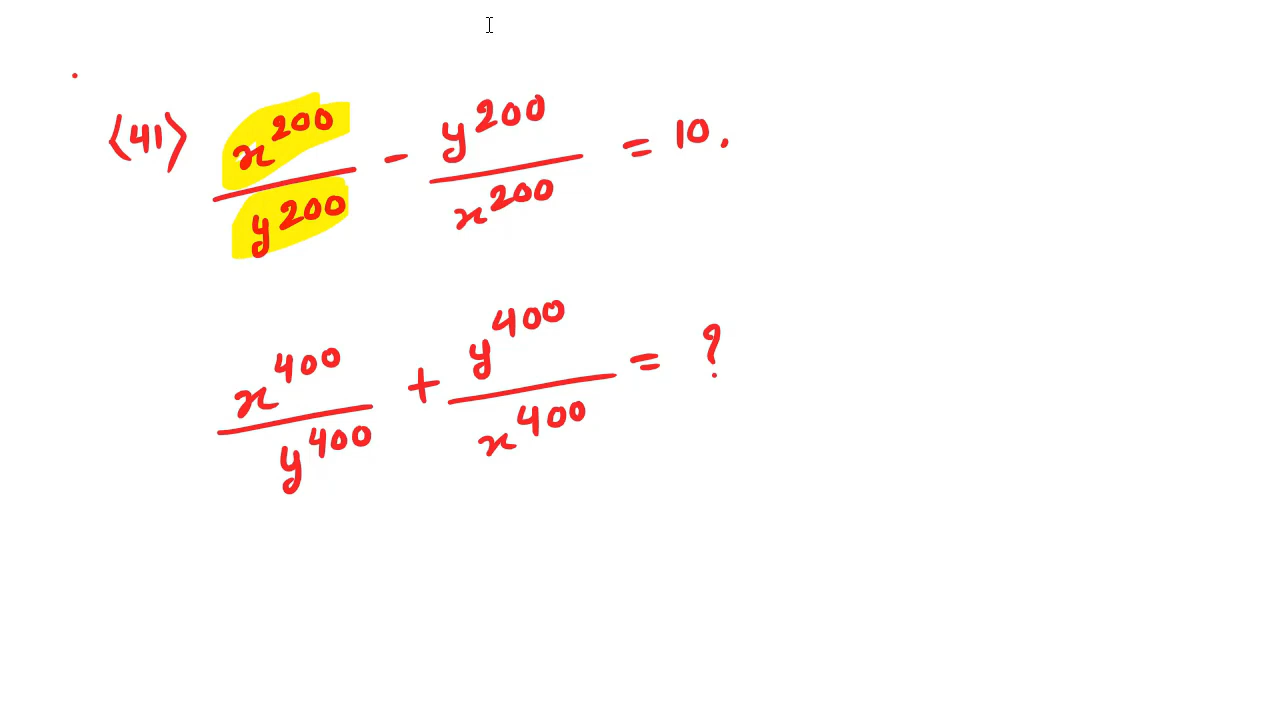 ⟨41⟩ x^200/y^200 - y^200/x^200 = 10.
x^400/y^400 + y^400/x^400 = ?